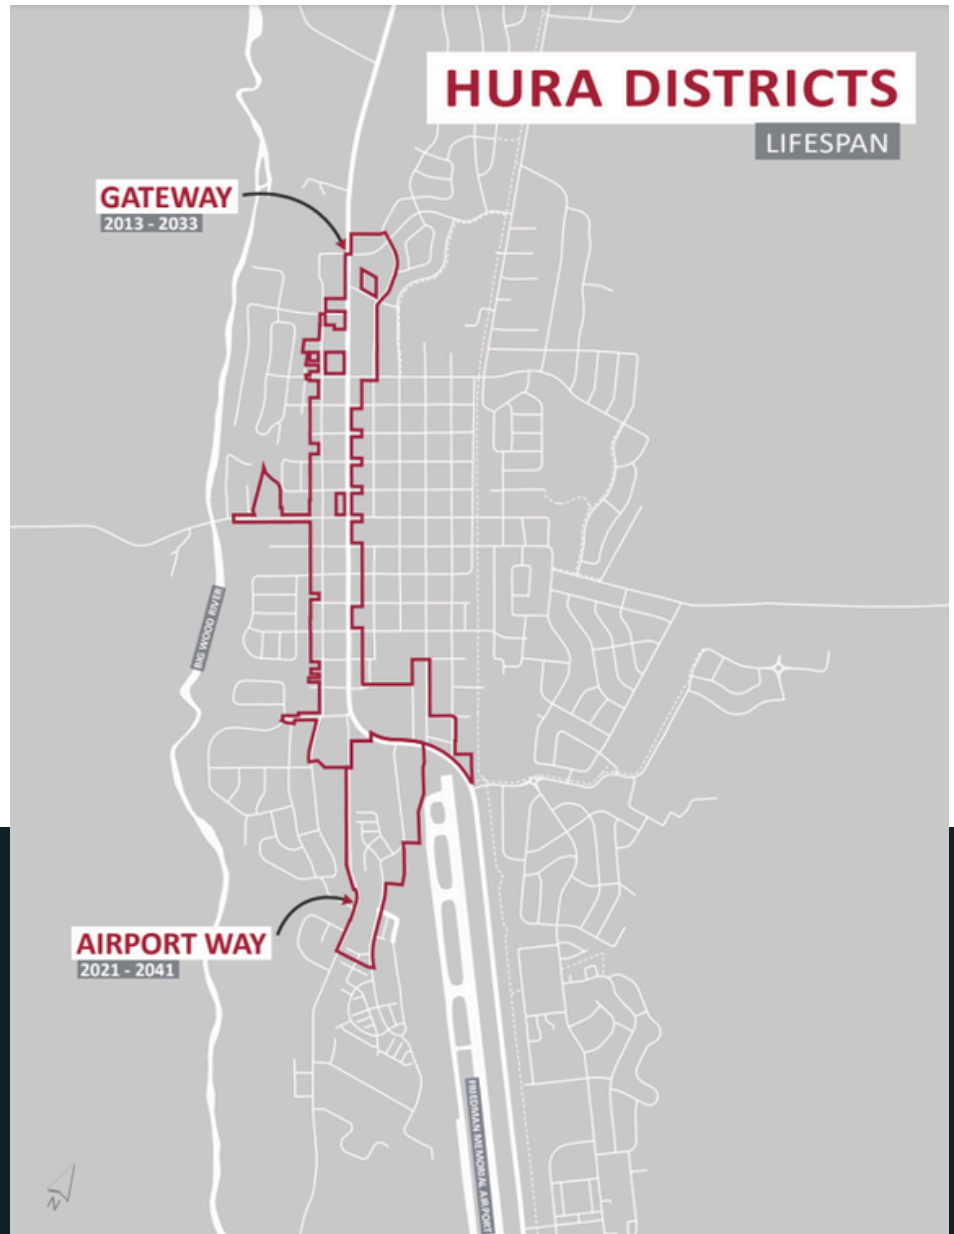 HURA DISTRICTS
LIFESPAN
GATEWAY
2013 - 2033
BIG WOOD RIVER
AIRPORT WAY
2021 - 2041
FRIEDMAN MEMORIAL AIRPORT
N